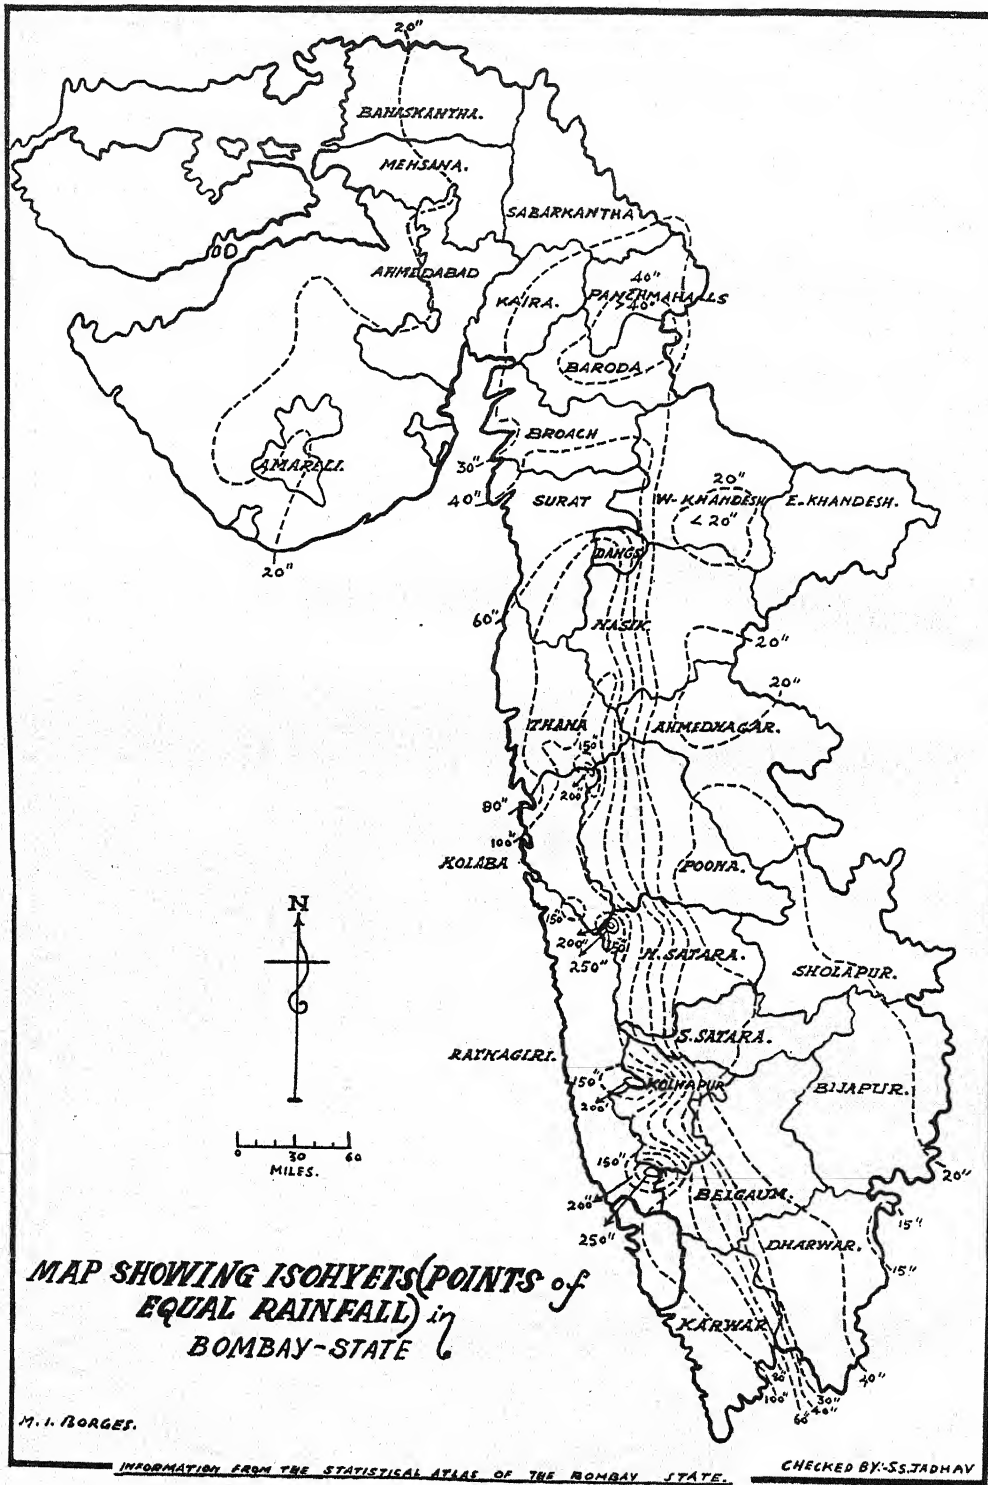 20"
BANASKANTHA.
MEHSANA.
SABARKANTHA
AHMEDABAD
40"
KAIRA.
PANCHMAHALLS
>40"
BARODA
BROACH
30"
AMARELI.
40"
SURAT
20"
W-KHANDESH
E.KHANDESH.
<20"
DANGS
20"
60"
NASIK.
20"
20"
THANA
AHMEDNAGAR.
150"
200"
80"
100"
KOLABA
POONA.
N
150"
200"
150"
250"
N.SATARA.
SHOLAPUR.
S.SATARA.
RATNAGIRI.
150"
KOLHAPUR
BIJAPUR.
200"
0 30 60
MILES.
150"
20"
BELGAUM.
200"
15"
250"
DHARWAR.
15"
MAP SHOWING ISOHYETS (POINTS of
EQUAL RAINFALL) in
BOMBAY-STATE
KARWAR
80"
100"
60"
30"
40"
40"
M. I. BORGES.
INFORMATION FROM THE STATISTICAL ATLAS OF THE BOMBAY STATE.
CHECKED BY:-S.S.JADHAV